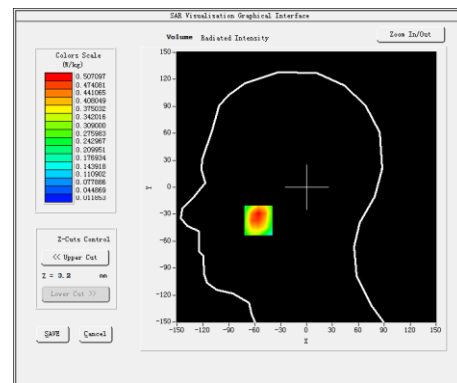 SAR Visualisation Graphical Interface
Volume Radiated Intensity
Zoom In/Out
Colors Scale
(W/kg)
0.507097
0.474081
0.441065
0.408049
0.375032
0.342016
0.309000
0.275983
0.242967
0.209951
0.176934
0.143918
0.110902
0.077886
0.044869
0.011853
Z-Cuts Control
<< Upper Cut
Z = 3.2 mm
Lower Cut >>
SAVE Cancel
150
120
90
60
30
0
-30
-60
-90
-120
-150
Y
-150 -120 -90 -60 -30 0 30 60 90 120 150
X